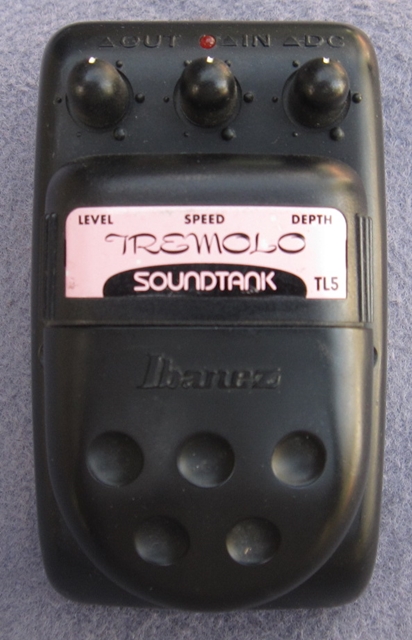 OUT IN DC
LEVEL SPEED DEPTH
TREMOLO
SOUNDTANK TL5
Ibanez